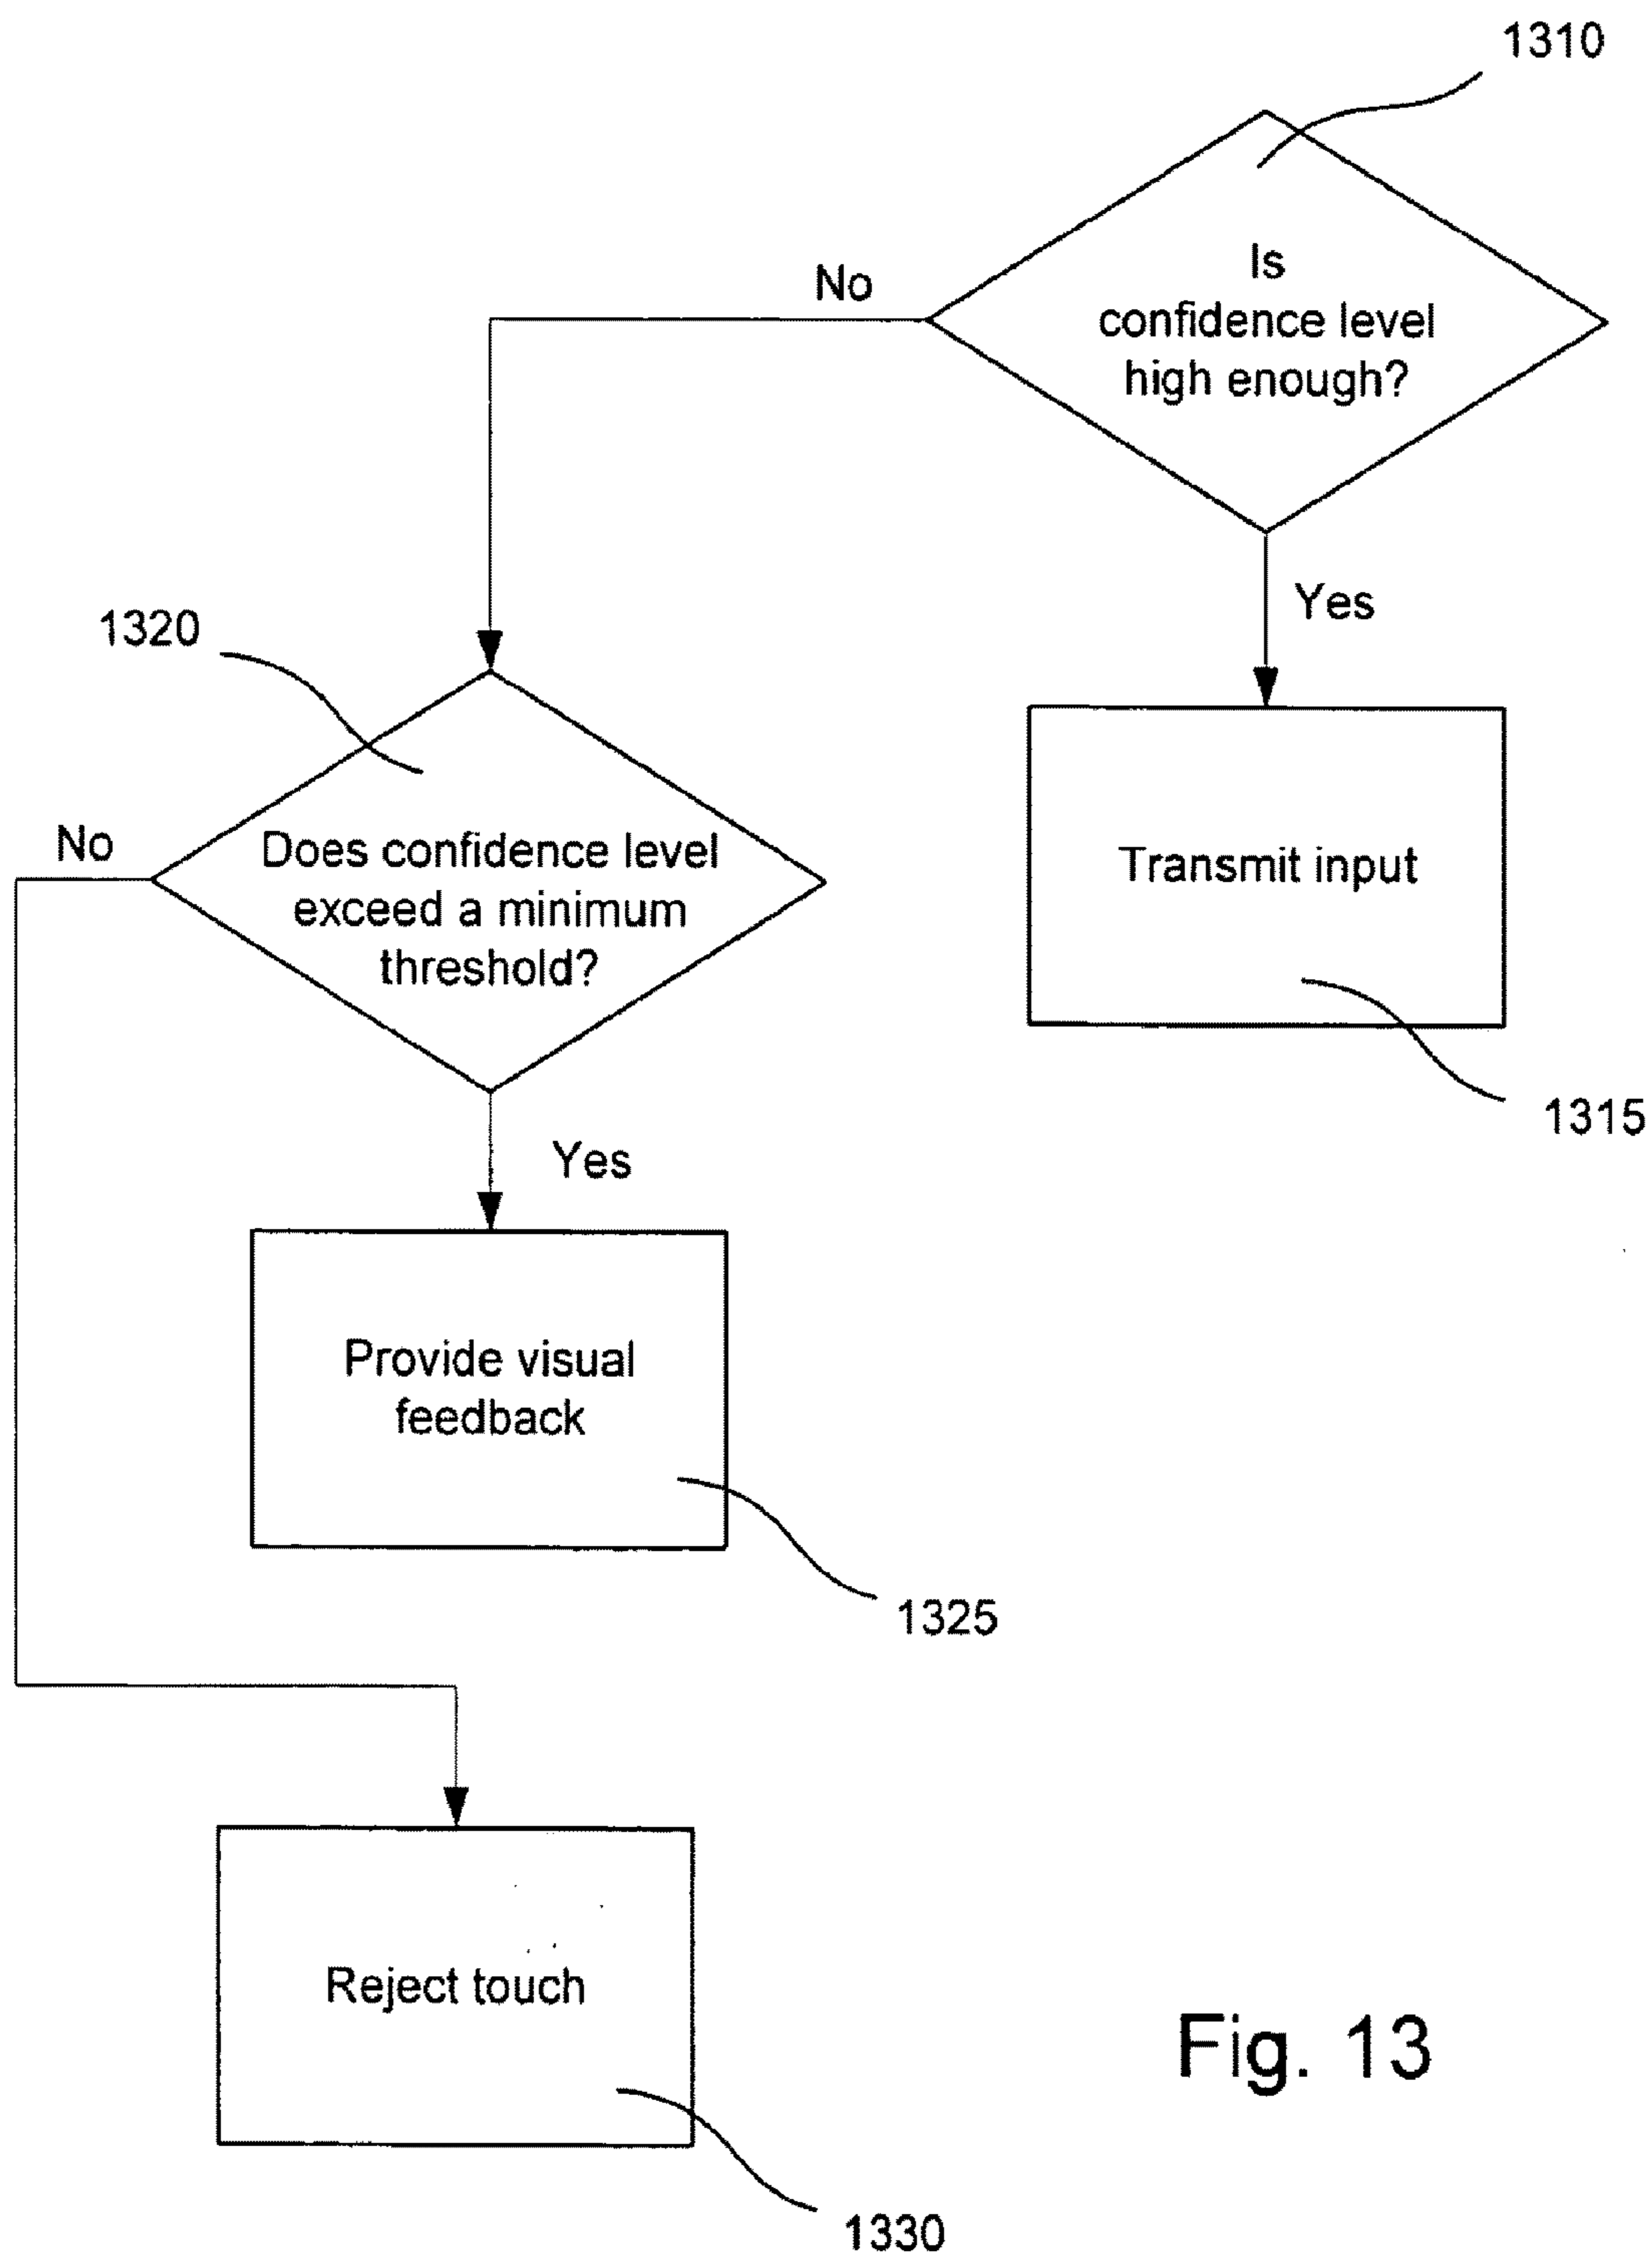 1310
Is
confidence level
high enough?
No
Yes
1320
Does confidence level
exceed a minimum
threshold?
No
Transmit input
1315
Yes
Provide visual
feedback
1325
Reject touch
1330
Fig. 13